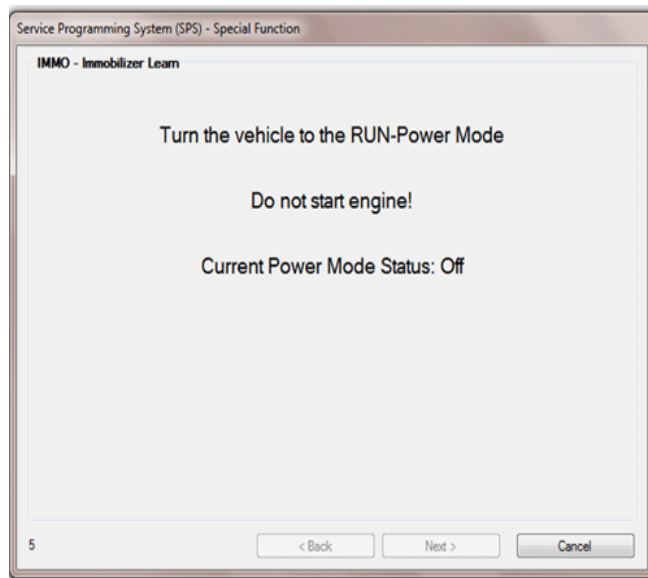 Service Programming System (SPS) - Special Function
IMMO - Immobilizer Learn
Turn the vehicle to the RUN-Power Mode
Do not start engine!
Current Power Mode Status: Off
5
< Back
Next >
Cancel